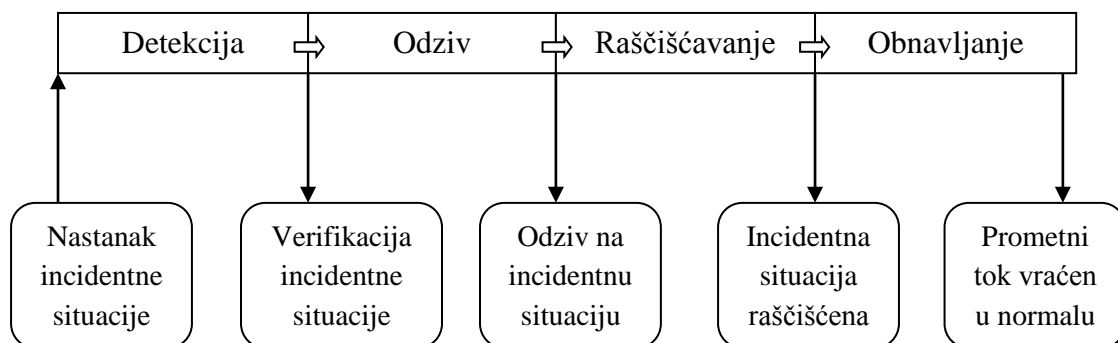 Detekcija
Odziv
Raščišćavanje
Obnavljanje
Nastanak
incidentne
situacije
Verifikacija
incidentne
situacije
Odziv na
incidentnu
situaciju
Incidentna
situacija
raščišćena
Prometni
tok vraćen
u normalu